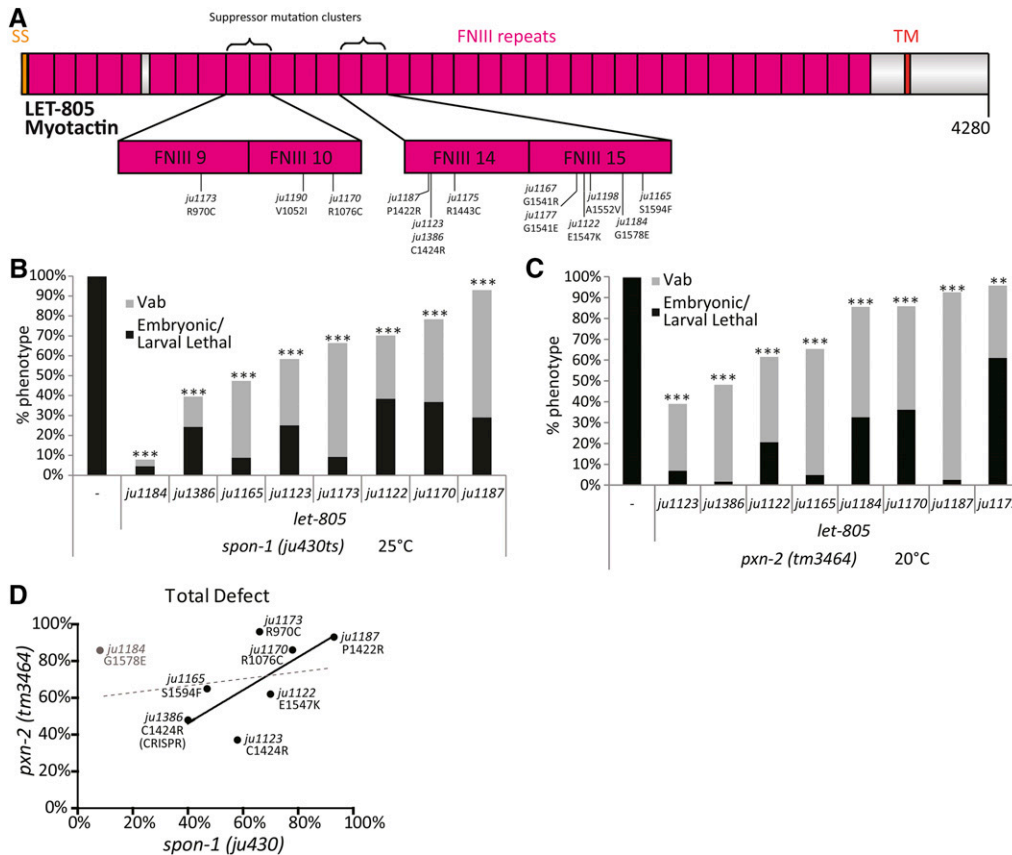 A
Suppressor mutation clusters
SS
FNIII repeats
TM
LET-805
Myotactin
4280
FNIII 9
FNIII 10
FNIII 14
FNIII 15
ju1173
R970C
ju1190
V1052I
ju1170
R1076C
ju1187
P1422R
ju1123
ju1386
C1424R
ju1175
R1443C
ju1167
G1541R
ju1177
G1541E
ju1122
E1547K
ju1198
A1552V
ju1184
G1578E
ju1165
S1594F
B
% phenotype
100%
90%
80%
70%
60%
50%
40%
30%
20%
10%
0%
Vab
Embryonic/
Larval Lethal
***
***
***
***
***
***
***
***
-
ju1184
ju1386
ju1165
ju1123
ju1173
ju1122
ju1170
ju1187
let-805
spon-1 (ju430ts) 25°C
C
% phenotype
100%
90%
80%
70%
60%
50%
40%
30%
20%
10%
0%
Vab
Embryonic/
Larval Lethal
***
***
***
***
***
***
***
**
-
ju1123
ju1386
ju1122
ju1165
ju1184
ju1170
ju1187
let-805
pxn-2 (tm3464) 20°C
D
Total Defect
pxn-2 (tm3464)
100%
80%
60%
40%
20%
0%
ju1184
G1578E
ju1165
S1594F
ju1386
C1424R
(CRISPR)
ju1173
R970C
ju1170
R1076C
ju1187
P1422R
ju1122
E1547K
ju1123
C1424R
0%
20%
40%
60%
80%
100%
spon-1 (ju430)